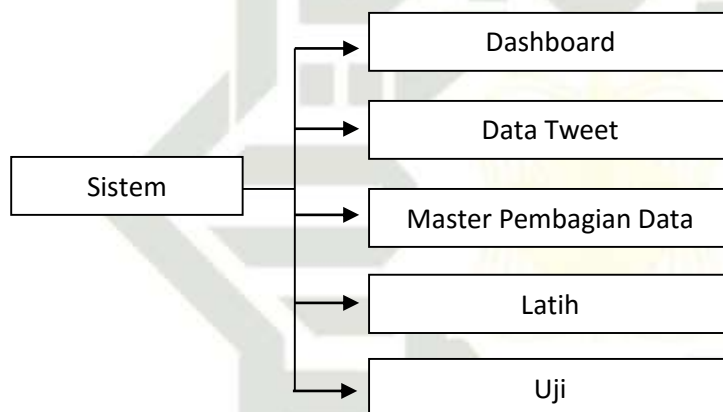 Dashboard
Data Tweet
Sistem
Master Pembagian Data
Latih
Uji